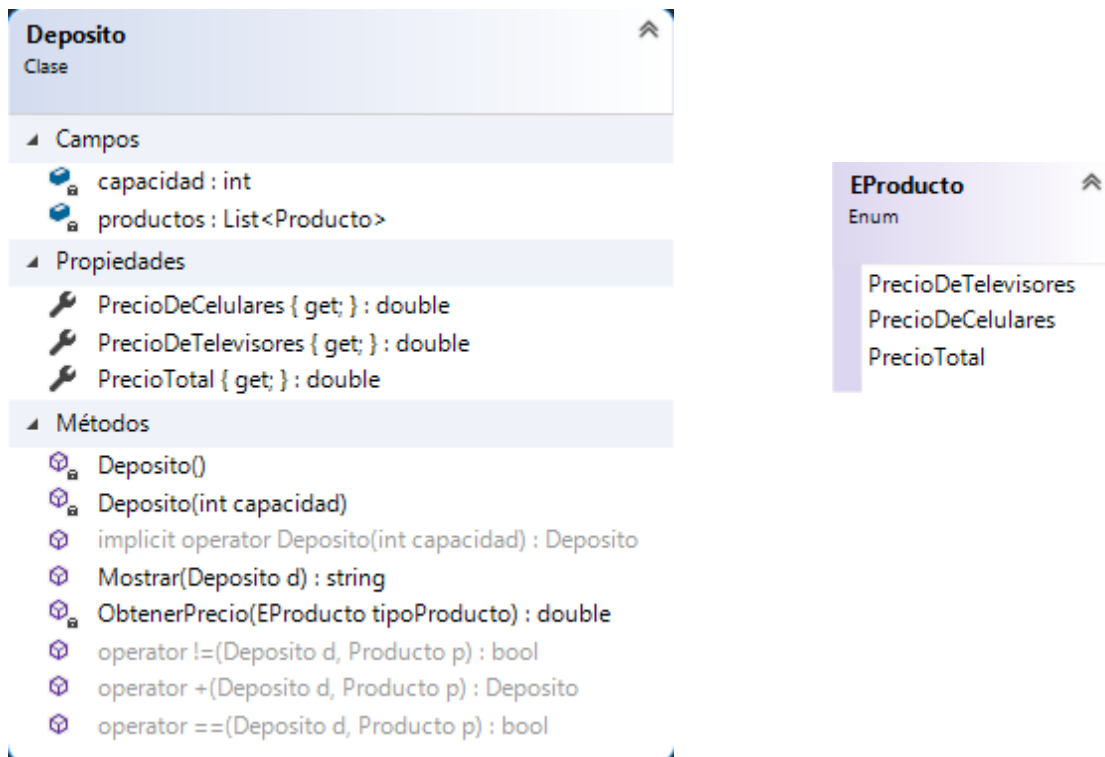 Deposito
Clase
Campos
capacidad : int
productos : List<Producto>
Propiedades
PrecioDeCelulares { get; } : double
PrecioDeTelevisores { get; } : double
PrecioTotal { get; } : double
Métodos
Deposito()
Deposito(int capacidad)
implicit operator Deposito(int capacidad) : Deposito
Mostrar(Deposito d) : string
ObtenerPrecio(EProducto tipoProducto) : double
operator !=(Deposito d, Producto p) : bool
operator +(Deposito d, Producto p) : Deposito
operator ==(Deposito d, Producto p) : bool
EProducto
Enum
PrecioDeTelevisores
PrecioDeCelulares
PrecioTotal